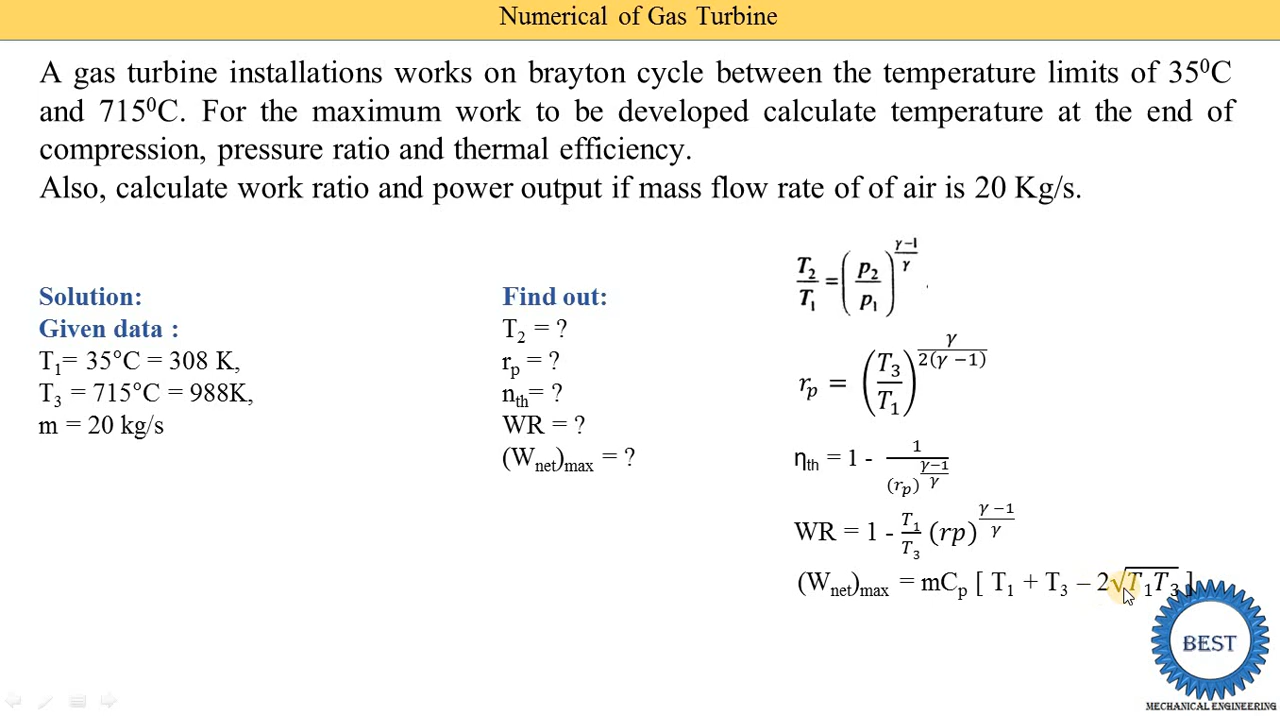 Numerical of Gas Turbine
A gas turbine installations works on brayton cycle between the temperature limits of 35⁰C
and 715⁰C. For the maximum work to be developed calculate temperature at the end of
compression, pressure ratio and thermal efficiency.
Also, calculate work ratio and power output if mass flow rate of of air is 20 Kg/s.
Solution:
Given data :
T₁= 35°C = 308 K,
T₃ = 715°C = 988K,
m = 20 kg/s
Find out:
T₂ = ?
rₚ = ?
nₜₕ= ?
WR = ?
(Wₙₑₜ)ₘₐₓ = ?
T₂/T₁ = (p₂/p₁)^((γ–1)/γ)
rₚ = (T₃/T₁)^(γ/2(γ −1))
ηₜₕ = 1 - 1/(rₚ)^((γ−1)/γ)
WR = 1 - T₁/T₃ (rp)^((γ −1)/γ)
(Wₙₑₜ)ₘₐₓ = mCₚ [ T₁ + T₃ – 2√T₁T₃ ]
BEST
MECHANICAL ENGINEERING